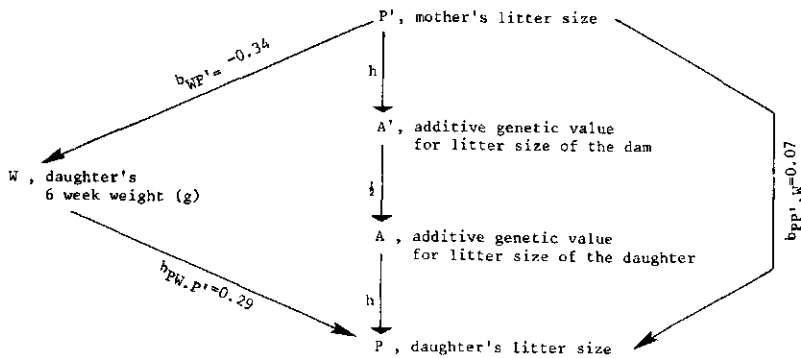 P', mother's litter size
b_WP' = -0.34
h
A', additive genetic value
for litter size of the dam
W , daughter's
6 week weight (g)
½
b_PP'.W=0.07
A , additive genetic value
for litter size of the daughter
b_PW.P'=0.29
h
P , daughter's litter size